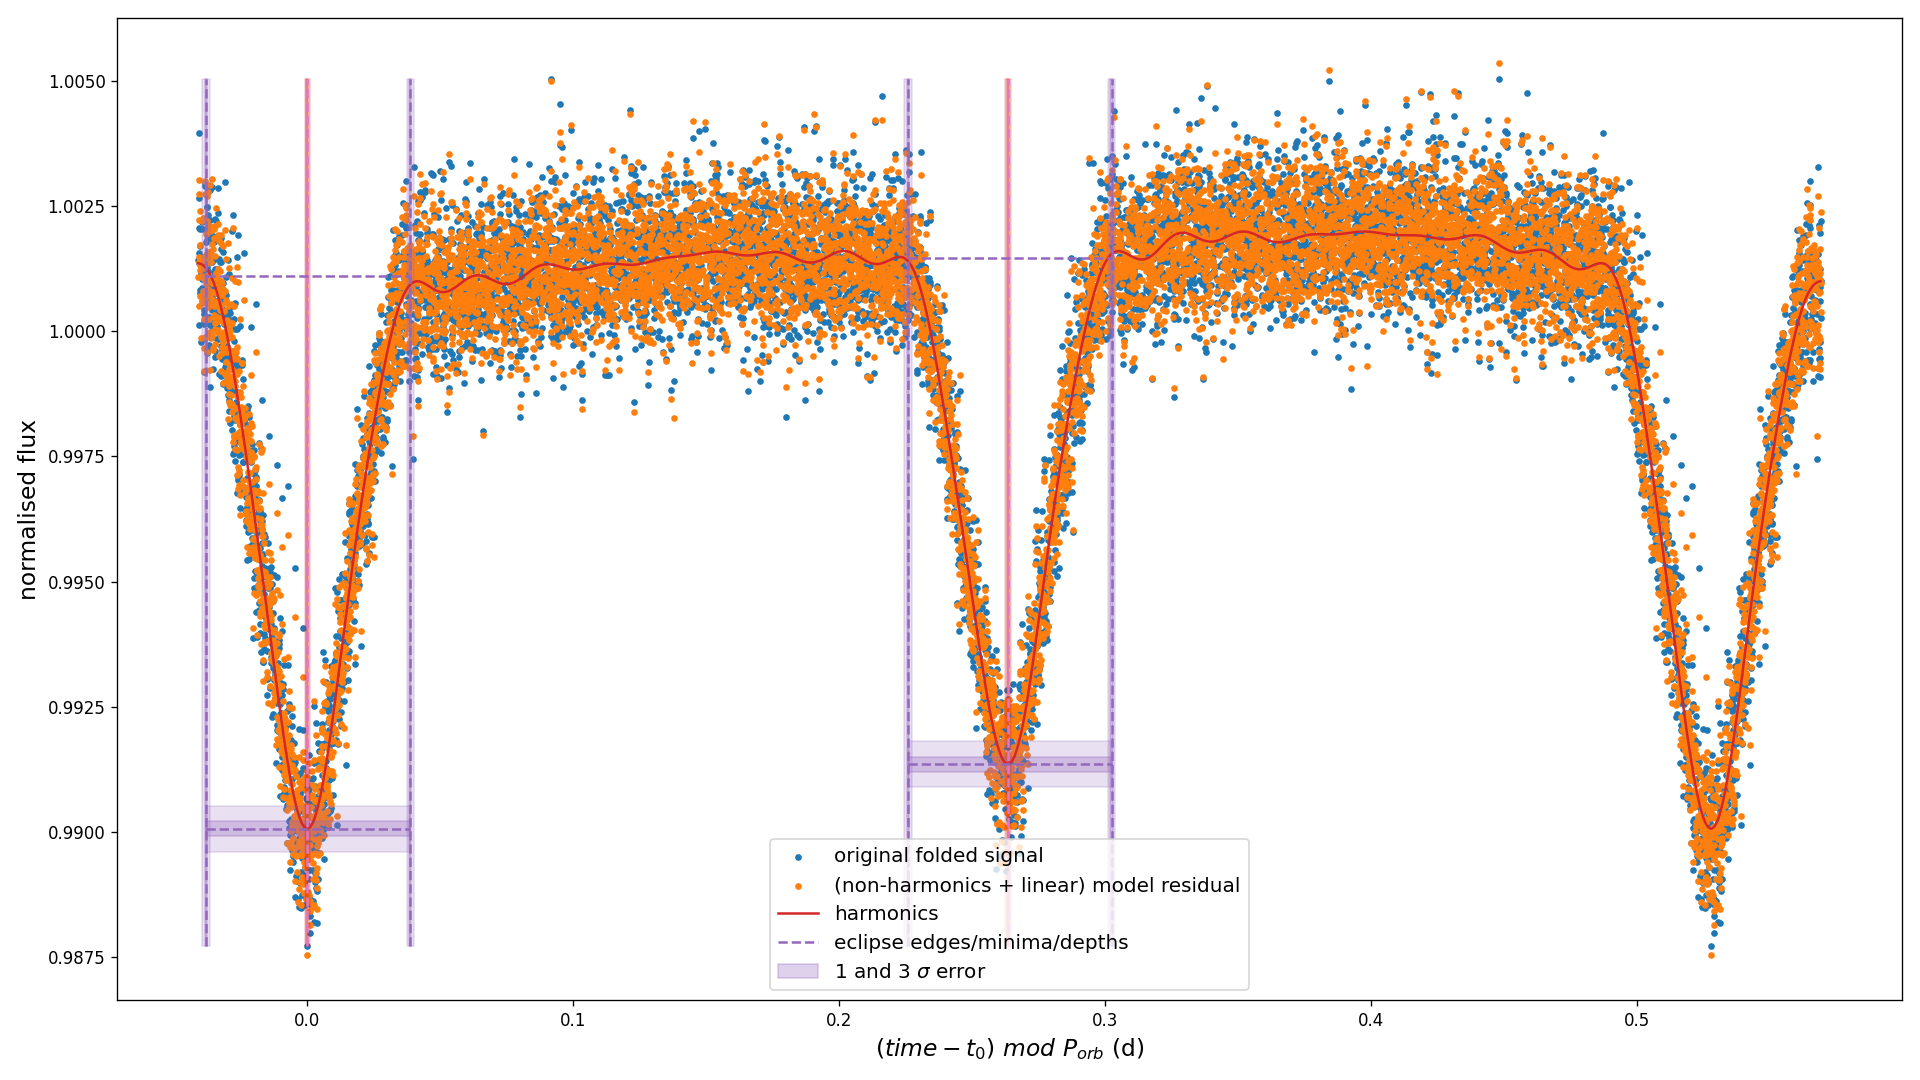 normalised flux
1.0050
1.0025
1.0000
0.9975
0.9950
0.9925
0.9900
0.9875
original folded signal
(non-harmonics + linear) model residual
harmonics
eclipse edges/minima/depths
1 and 3 σ error
0.0 0.1 0.2 0.3 0.4 0.5
(time − t₀) mod Pₒᵣb (d)